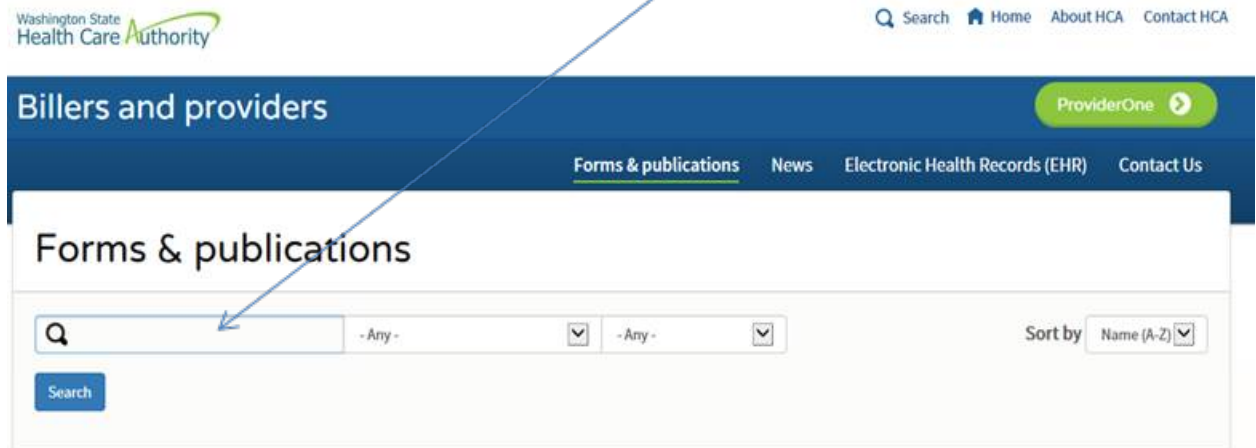 Washington State
Health Care Authority
Search Home About HCA Contact HCA
Billers and providers
ProviderOne
Forms & publications News Electronic Health Records (EHR) Contact Us
Forms & publications
- Any - - Any - Sort by Name (A-Z)
Search